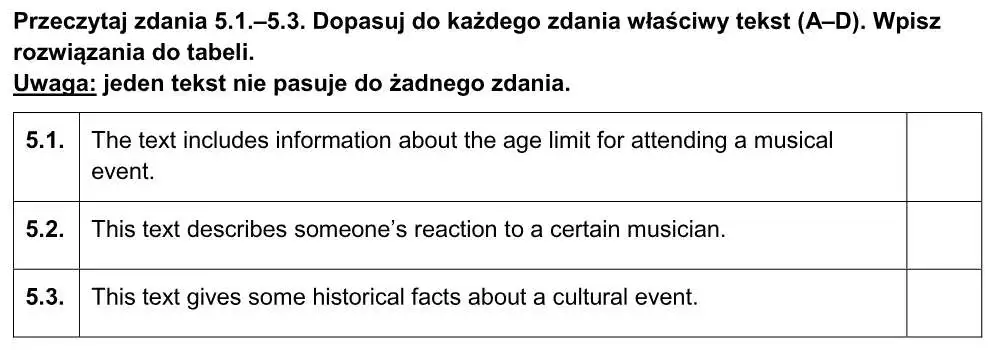 Przeczytaj zdania 5.1.–5.3. Dopasuj do każdego zdania właściwy tekst (A–D). Wpisz
rozwiązania do tabeli.
Uwaga: jeden tekst nie pasuje do żadnego zdania.
5.1. The text includes information about the age limit for attending a musical
event.
5.2. This text describes someone’s reaction to a certain musician.
5.3. This text gives some historical facts about a cultural event.